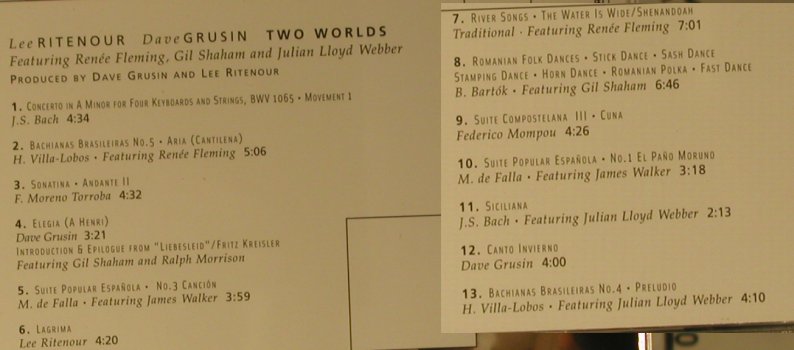 Lee RITENOUR Dave GRUSIN TWO WORLDS
Featuring Renée Fleming, Gil Shaham and Julian Lloyd Webber
PRODUCED BY DAVE GRUSIN AND LEE RITENOUR
1. CONCERTO IN A MINOR FOR FOUR KEYBOARDS AND STRINGS, BWV 1065 • MOVEMENT 1
J.S. Bach 4:34
2. BACHIANAS BRASILEIRAS NO.5 • ARIA (CANTILENA)
H. Villa-Lobos • Featuring Renée Fleming 5:06
3. SONATINA • ANDANTE II
F. Moreno Torroba 4:32
4. ELEGIA (A HENRI)
Dave Grusin 3:21
INTRODUCTION & EPILOGUE FROM "LIEBESLEID"/FRITZ KREISLER
Featuring Gil Shaham and Ralph Morrison
5. SUITE POPULAR ESPAÑOLA • NO.3 CANCIÓN
M. de Falla • Featuring James Walker 3:59
6. LAGRIMA
Lee Ritenour 4:20
7. RIVER SONGS • THE WATER IS WIDE/SHENANDOAH
Traditional • Featuring Renée Fleming 7:01
8. ROMANIAN FOLK DANCES • STICK DANCE • SASH DANCE
STAMPING DANCE • HORN DANCE • ROMANIAN POLKA • FAST DANCE
B. Bartók • Featuring Gil Shaham 6:46
9. SUITE COMPOSTELANA III • CUNA
Federico Mompou 4:26
10. SUITE POPULAR ESPAÑOLA • NO.1 EL PAÑO MORUNO
M. de Falla • Featuring James Walker 3:18
11. SICILIANA
J.S. Bach • Featuring Julian Lloyd Webber 2:13
12. CANTO INVIERNO
Dave Grusin 4:00
13. BACHIANAS BRASILEIRAS NO.4 • PRELUDIO
H. Villa-Lobos • Featuring Julian Lloyd Webber 4:10